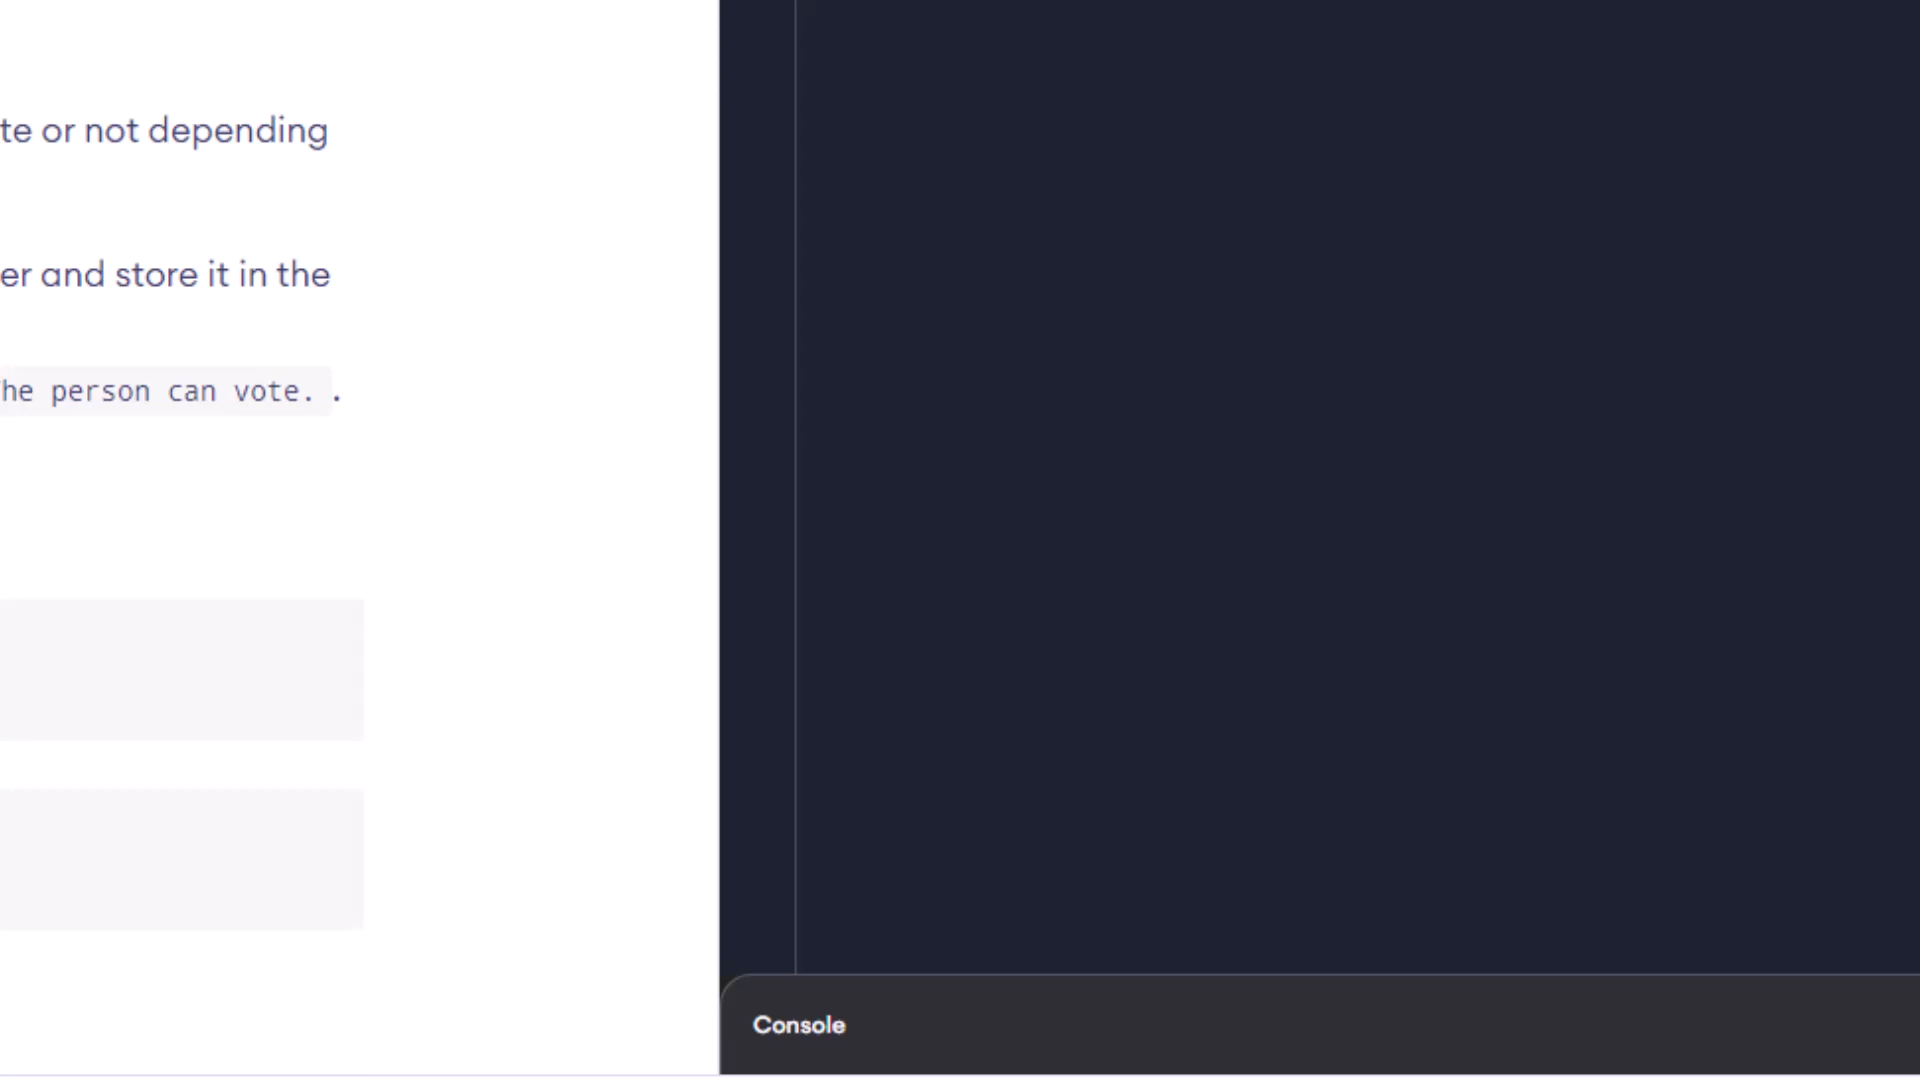 te or not depending
er and store it in the
he person can vote. .
Console